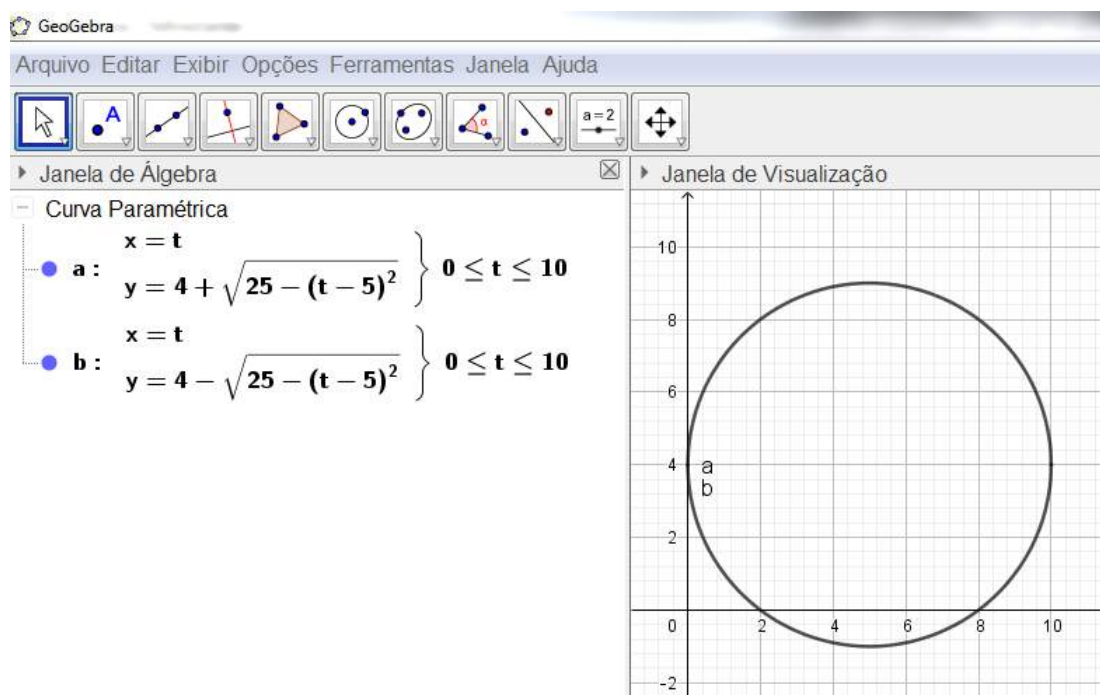 GeoGebra
Arquivo Editar Exibir Opções Ferramentas Janela Ajuda
A
α
a=2
Janela de Álgebra
Janela de Visualização
Curva Paramétrica
a : x = t
y = 4 + √25 − (t − 5)² } 0 ≤ t ≤ 10
b : x = t
y = 4 − √25 − (t − 5)² } 0 ≤ t ≤ 10
10
8
6
4
2
0
-2
2
4
6
8
10
a
b